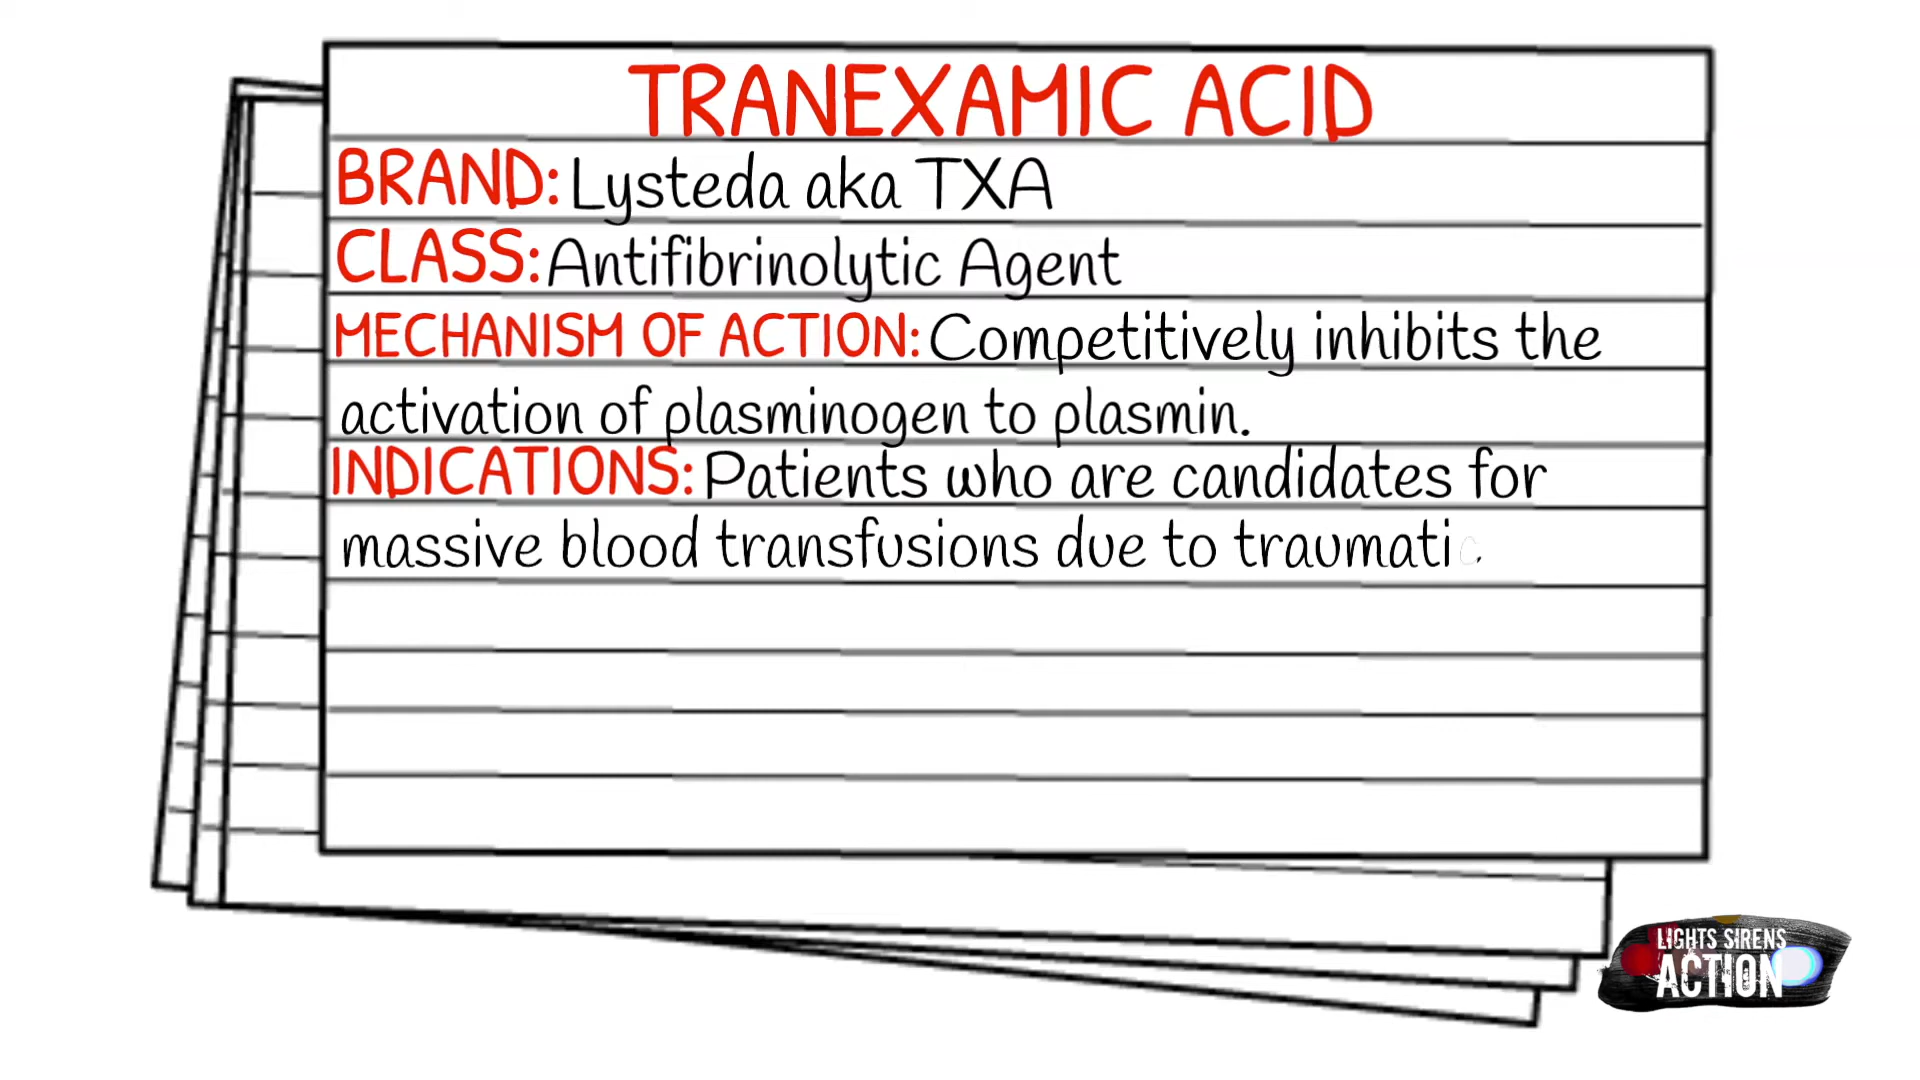 TRANEXAMIC ACID
BRAND: Lysteda aka TXA
CLASS: Antifibrinolytic Agent
MECHANISM OF ACTION: Competitively inhibits the
activation of plasminogen to plasmin.
INDICATIONS: Patients who are candidates for
massive blood transfusions due to traumatic
LIGHTS SIRENS
ACTION